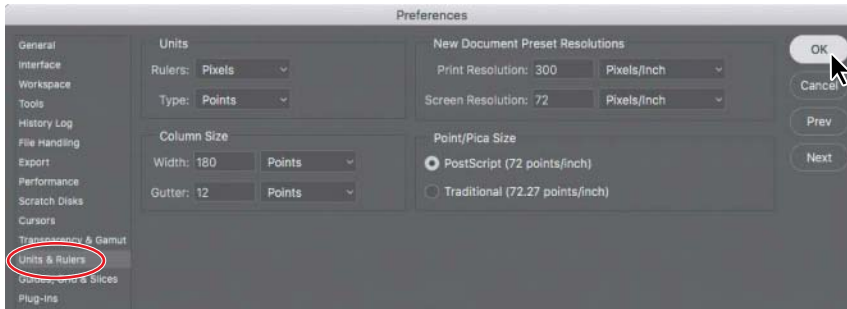 Preferences
General
Interface
Workspace
Tools
History Log
File Handling
Export
Performance
Scratch Disks
Cursors
Transparency & Gamut
Units & Rulers
Guides, Grid & Slices
Plug-Ins
Units
Rulers: Pixels
Type: Points
Column Size
Width: 180 Points
Gutter: 12 Points
New Document Preset Resolutions
Print Resolution: 300 Pixels/Inch
Screen Resolution: 72 Pixels/Inch
Point/Pica Size
PostScript (72 points/inch)
Traditional (72.27 points/inch)
OK
Cancel
Prev
Next